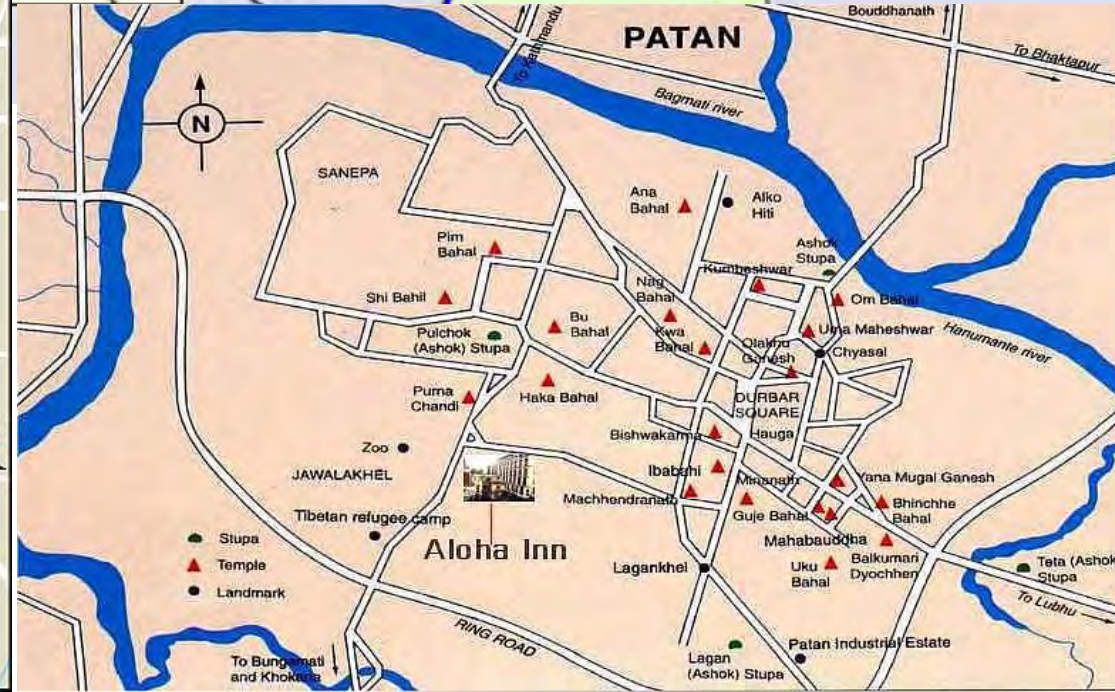 PATAN
Bouddhanath
To Bhaktapur
To Kathmandu
Bagmati river
N
SANEPA
Ana
Bahal
Alko
Hiti
Pim
Bahal
Ashok
Stupa
Kumbeshwar
Nag
Bahal
Om Bahal
Shi Bahil
Hanumante river
Bu
Bahal
Pulchok
(Ashok) Stupa
Kwa
Bahal
Uma Maheshwar
Olakhu
Ganesh
Chyasal
Purna
Chandi
Haka Bahal
DURBAR
SQUARE
Bishwakarma
Hauga
Zoo
Ibabahi
JAWALAKHEL
Minanath
Yana Mugal Ganesh
Machhendranath
Guje Bahal
Bhinchhe
Bahal
Tibetan refugee camp
Stupa
Temple
Landmark
Aloha Inn
Mahabauddha
Lagankhel
Uku
Bahal
Balkumari
Dyochhen
Teta (Ashok
Stupa
To Lubhu
RING ROAD
Patan Industrial Estate
Lagan
(Ashok) Stupa
To Bungamati
and Khokana